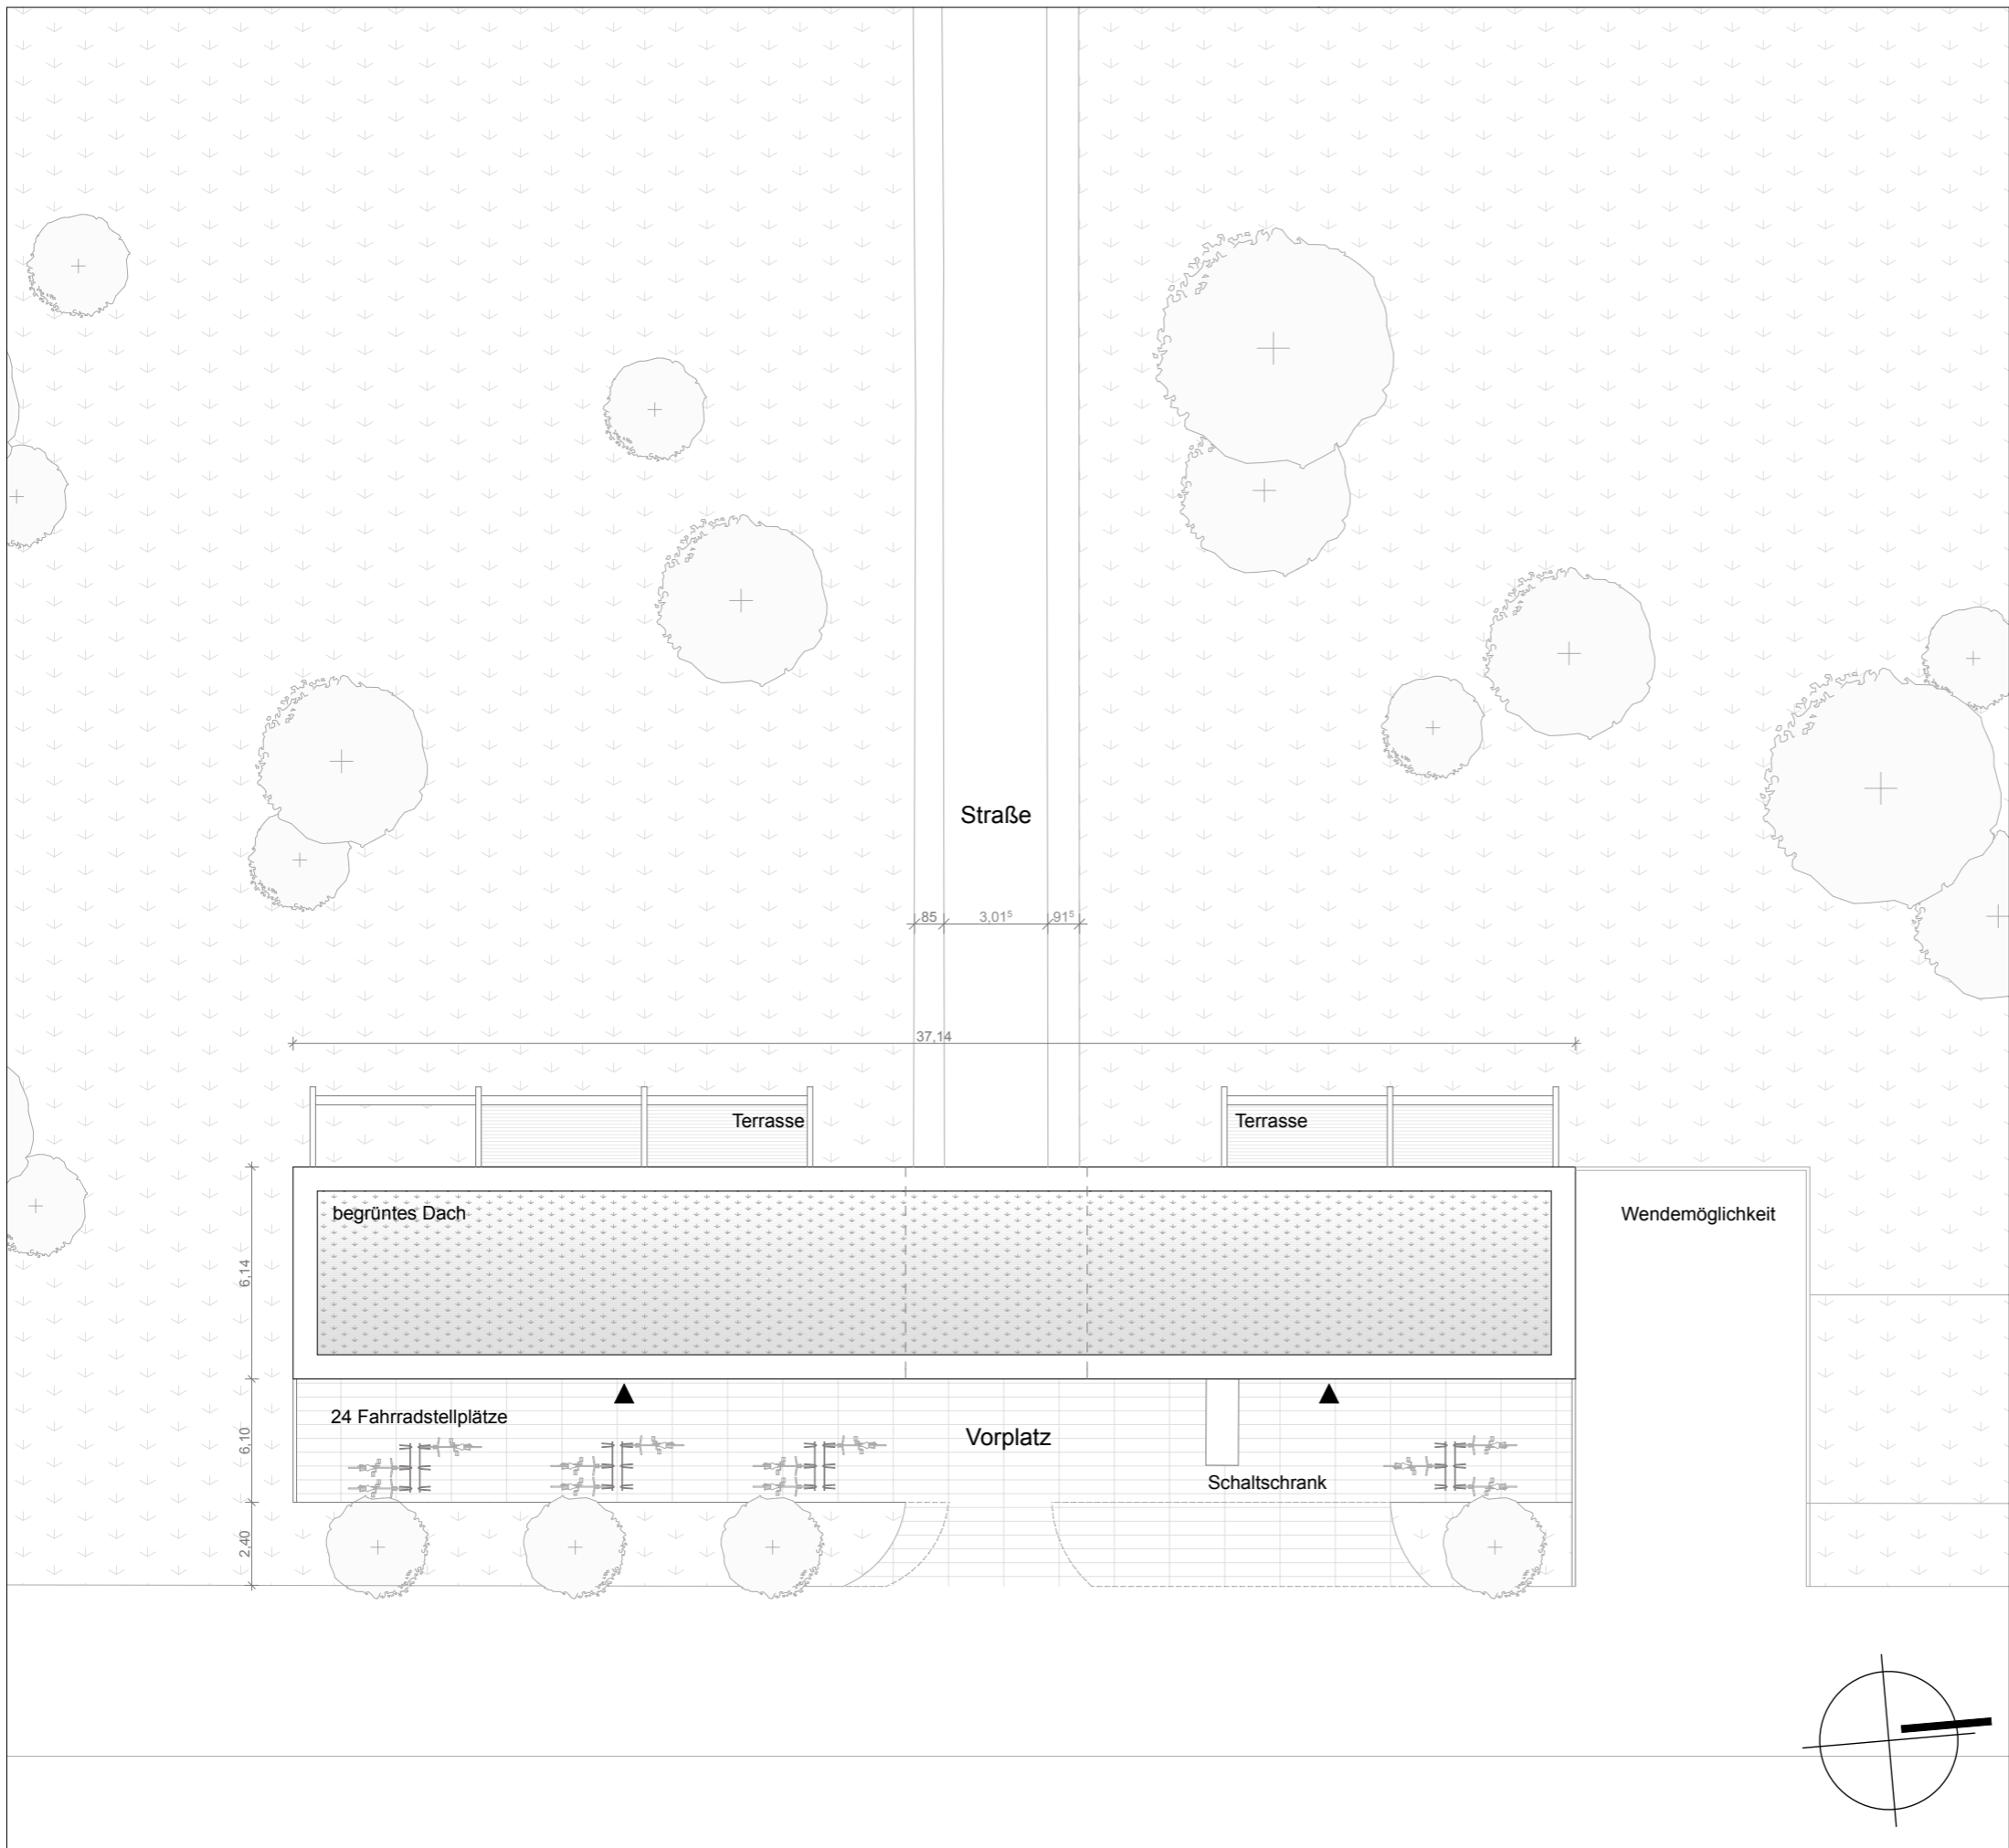 Straße
85
3,01⁵
91⁵
37,14
Terrasse
Terrasse
begrüntes Dach
Wendemöglichkeit
6,14
24 Fahrradstellplätze
Vorplatz
6,10
Schaltschrank
2,40